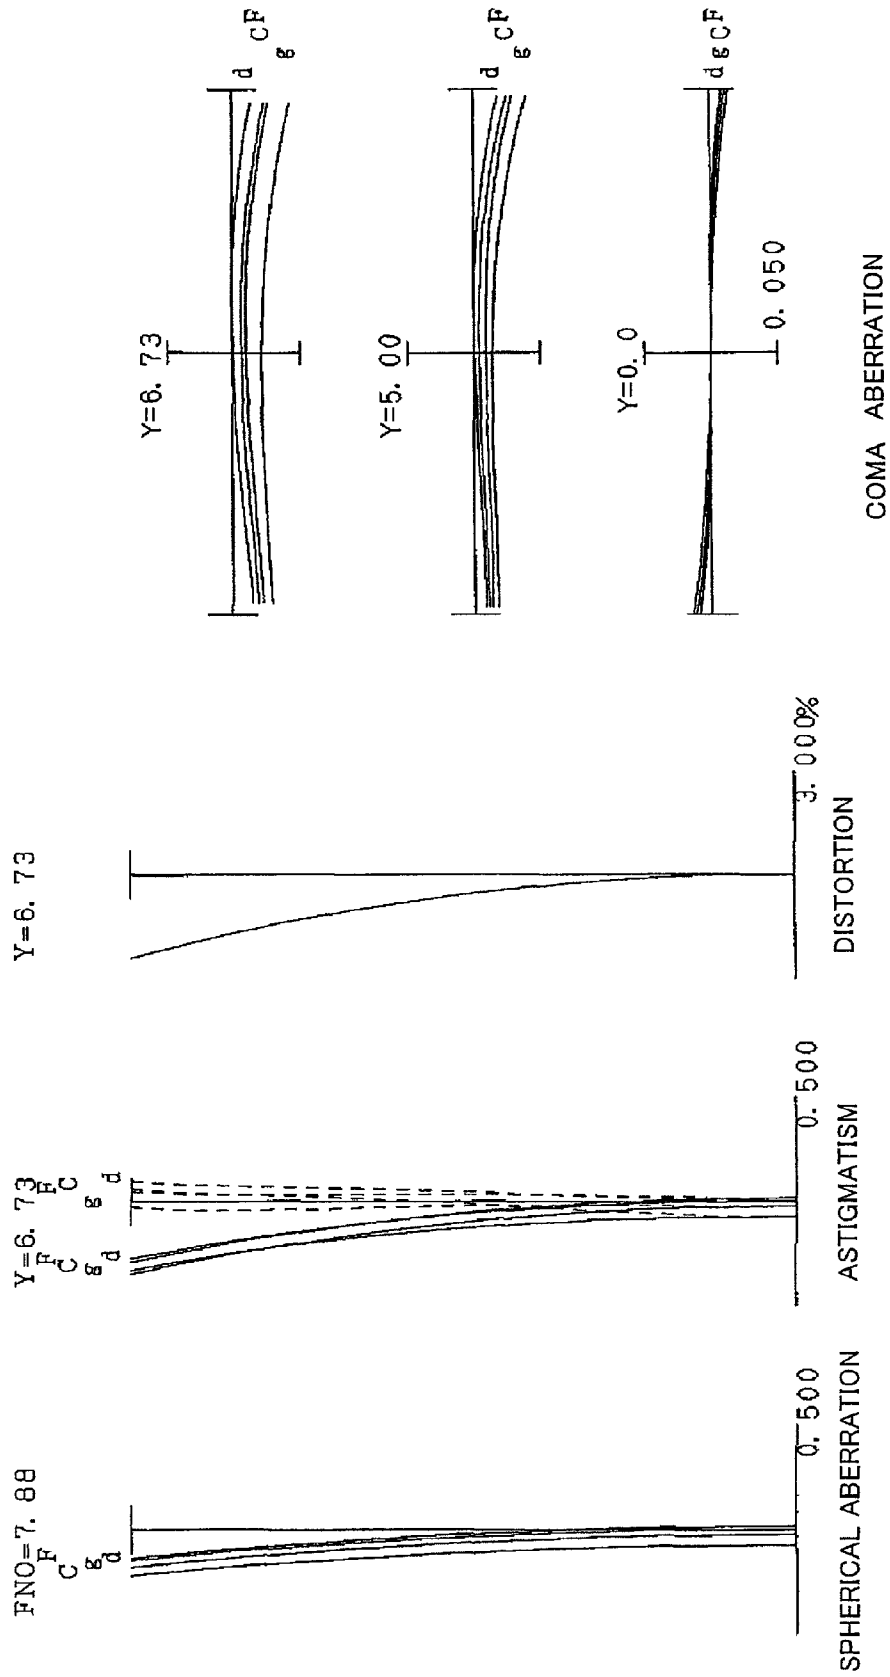 FNO=7. 88
F
C
g
d
0. 500
SPHERICAL ABERRATION
Y=6. 73
F
C
g
d
F
C
g
d
0. 500
ASTIGMATISM
Y=6. 73
3. 000%
DISTORTION
Y=6. 73
d
g
C
F
Y=5. 00
d
g
C
F
Y=0. 0
d
g
C
F
0. 050
COMA ABERRATION